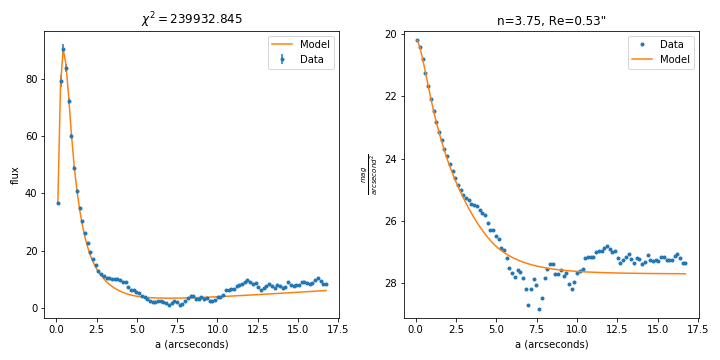 χ² = 239932.845
Model
Data
flux
80
60
40
20
0
0.0 2.5 5.0 7.5 10.0 12.5 15.0 17.5
a (arcseconds)
n=3.75, Re=0.53"
Data
Model
mag
arcsecond²
20
22
24
26
28
0.0 2.5 5.0 7.5 10.0 12.5 15.0 17.5
a (arcseconds)